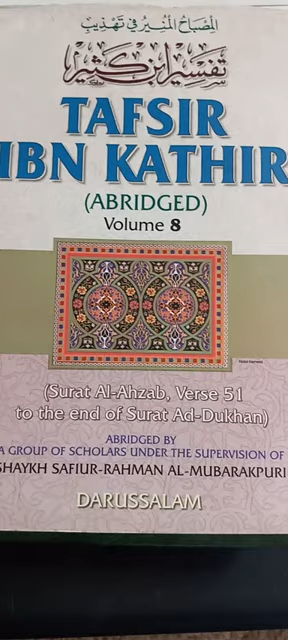 المصباح المنير في تهذيب
تفسير ابن كثير
TAFSIR
IBN KATHIR
(ABRIDGED)
Volume 8
(Surat Al-Ahzab, Verse 51
to the end of Surat Ad-Dukhan)
ABRIDGED BY
A GROUP OF SCHOLARS UNDER THE SUPERVISION OF
SHAYKH SAFIUR-RAHMAN AL-MUBARAKPURI
DARUSSALAM